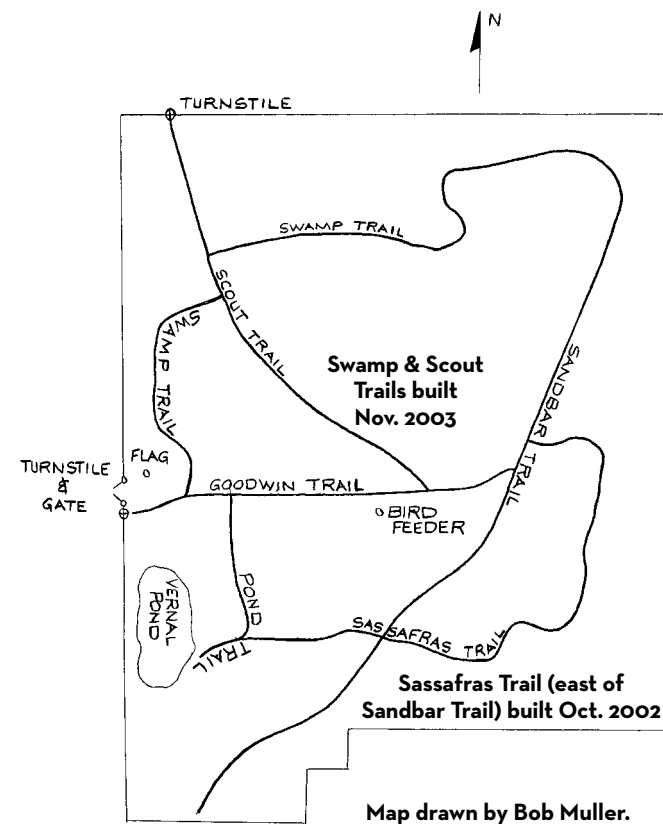 N
TURNSTILE
SWAMP TRAIL
SCOUT TRAIL
SWAMP TRAIL
Swamp & Scout
Trails built
Nov. 2003
SANDBAR TRAIL
FLAG
TURNSTILE
&
GATE
GOODWIN TRAIL
BIRD
FEEDER
VERNAL
POND
POND
TRAIL
SASSAFRAS TRAIL
Sassafras Trail (east of
Sandbar Trail) built Oct. 2002
Map drawn by Bob Muller.